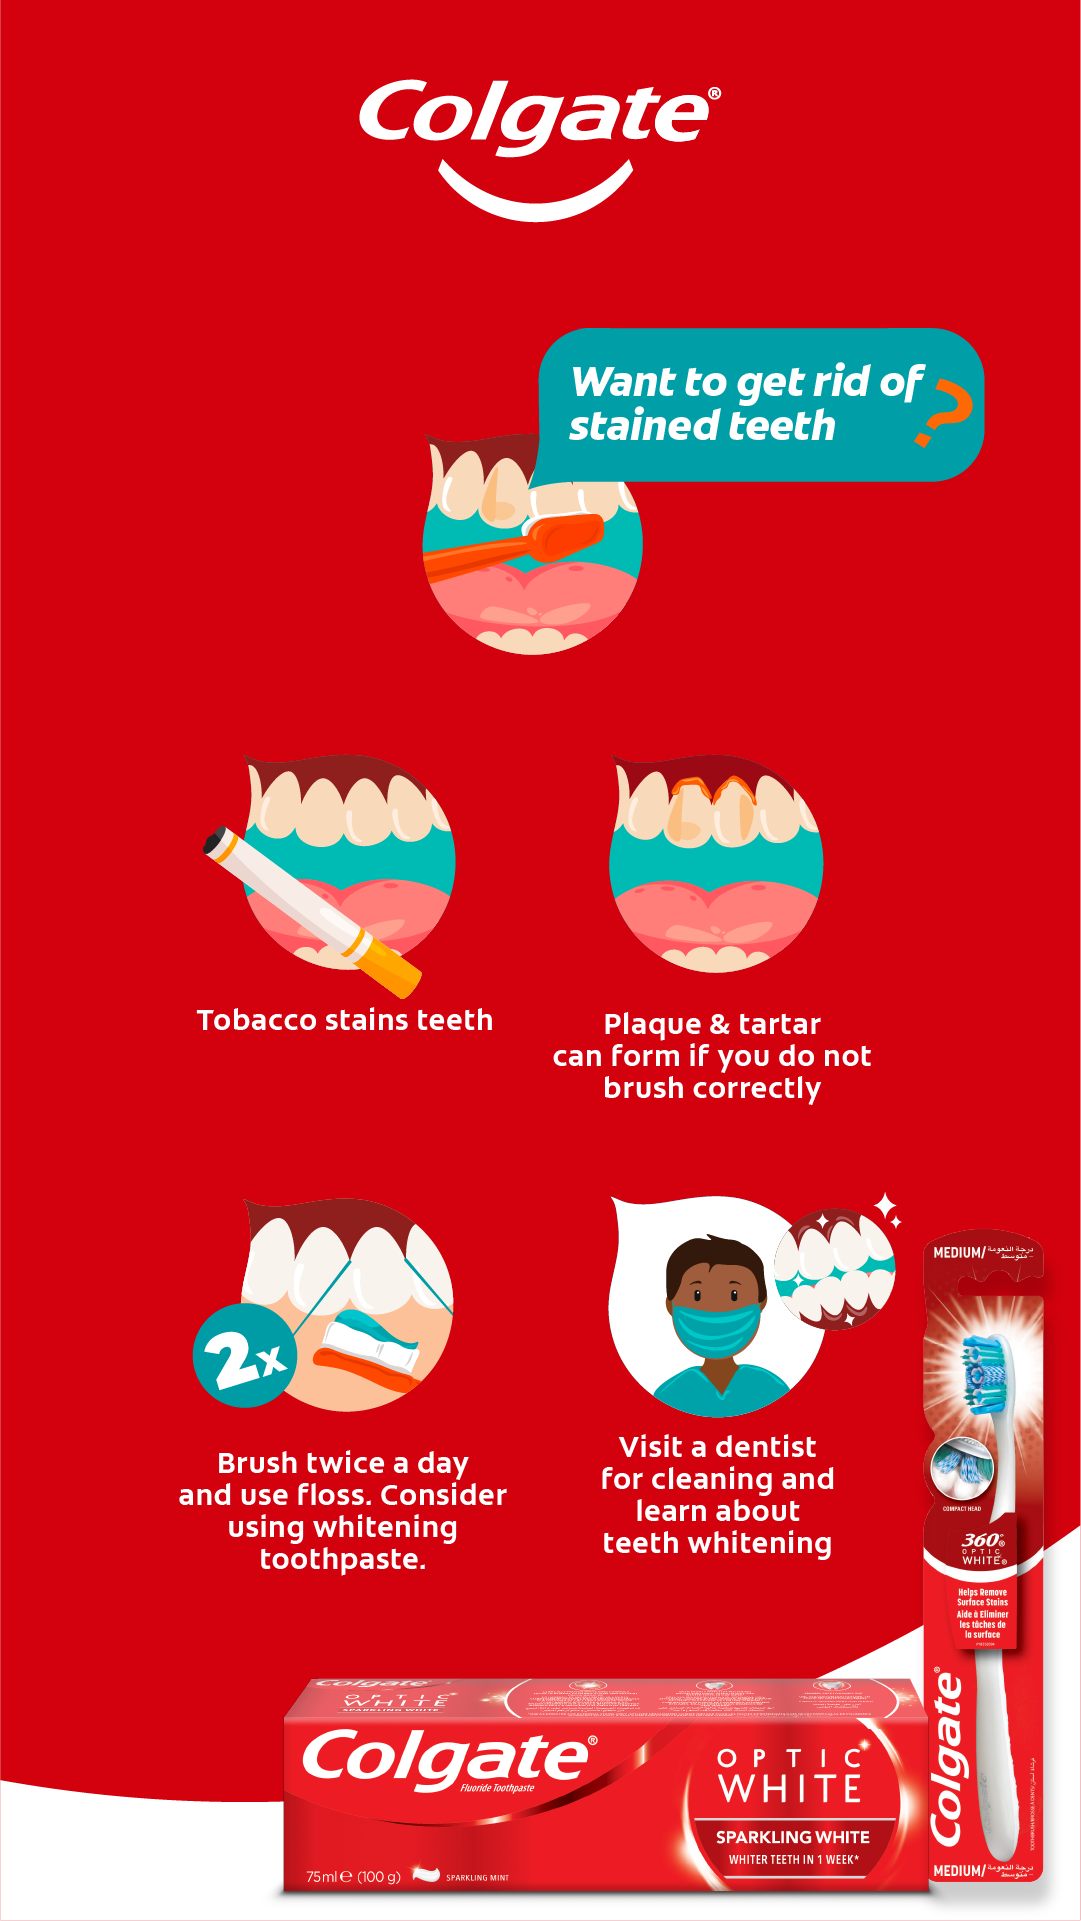 Colgate®
Want to get rid of
stained teeth ?
Tobacco stains teeth
Plaque & tartar
can form if you do not
brush correctly
2x
Brush twice a day
and use floss. Consider
using whitening
toothpaste.
Visit a dentist
for cleaning and
learn about
teeth whitening
MEDIUM/ درجة النعومة
متوسط
COMPACT HEAD
360°®
OPTIC
WHITE®
Helps Remove
Surface Stains
Aide à Eliminer
les tâches de
la surface
Colgate®
MEDIUM/ درجة النعومة
متوسط
Colgate
OPTIC
WHITE
SPARKLING WHITE
Colgate®
Fluoride Toothpaste
OPTIC
WHITE
SPARKLING WHITE
WHITER TEETH IN 1 WEEK*
75ml e (100 g)
SPARKLING MINT